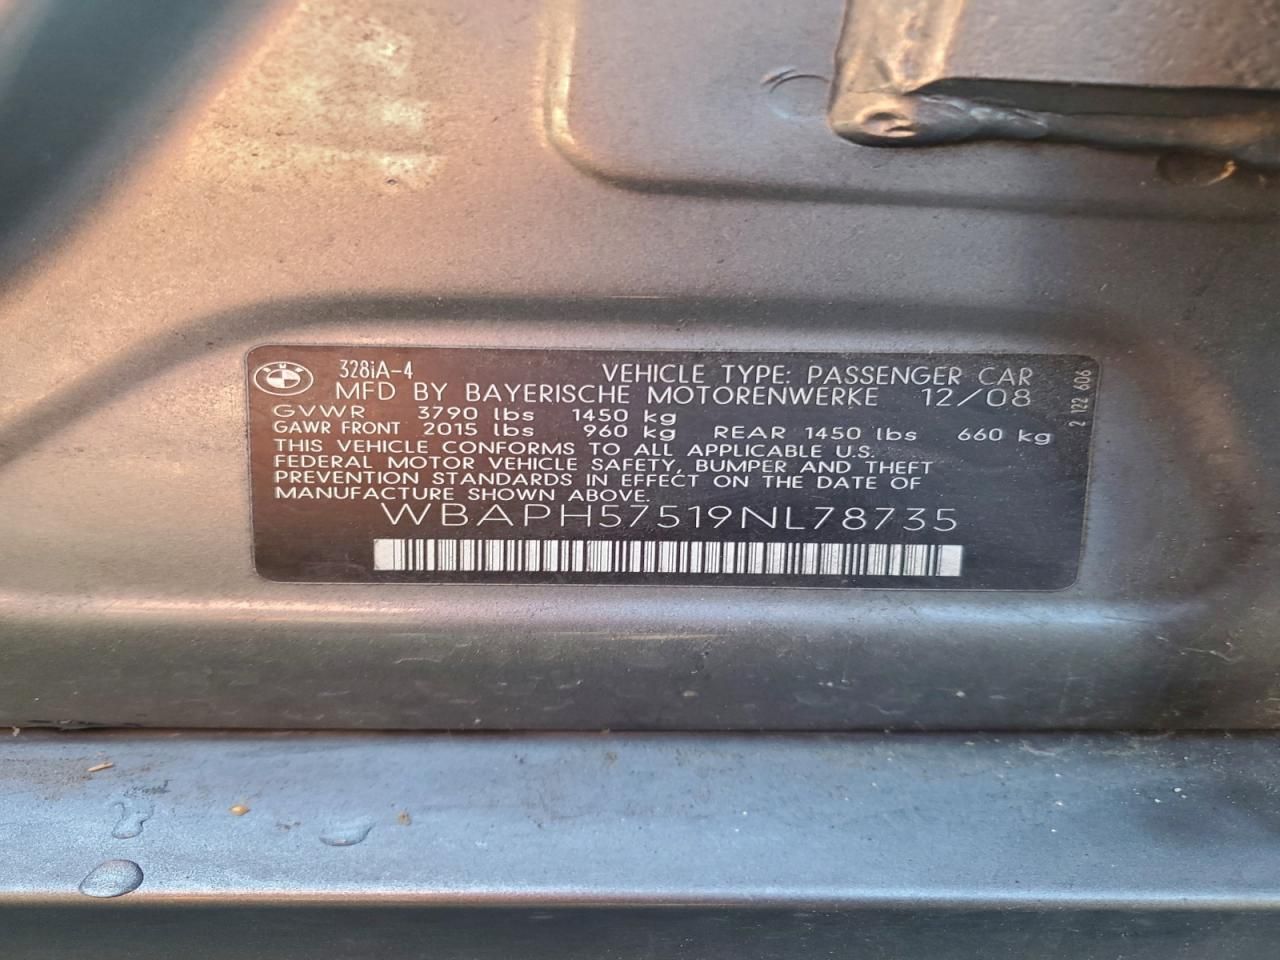 BMW
328iA-4 VEHICLE TYPE: PASSENGER CAR
MFD BY BAYERISCHE MOTORENWERKE 12/08
GVWR 3790 lbs 1450 kg
GAWR FRONT 2015 lbs 960 kg REAR 1450 lbs 660 kg
THIS VEHICLE CONFORMS TO ALL APPLICABLE U.S.
FEDERAL MOTOR VEHICLE SAFETY, BUMPER AND THEFT
PREVENTION STANDARDS IN EFFECT ON THE DATE OF
MANUFACTURE SHOWN ABOVE.
WBAPH57519NL78735
2 122 606